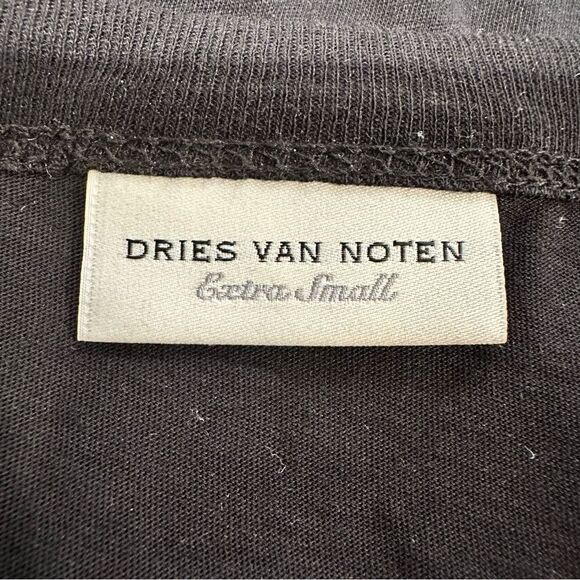 DRIES VAN NOTEN
Extra Small